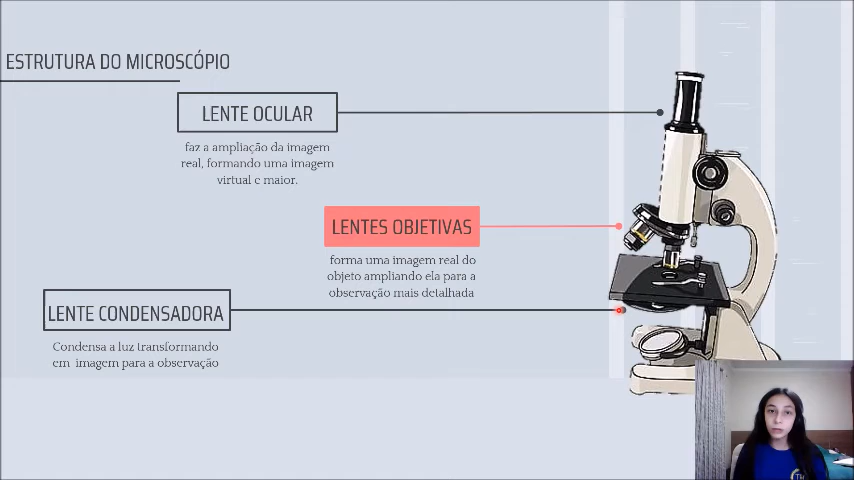 ESTRUTURA DO MICROSCÓPIO
LENTE OCULAR
faz a ampliação da imagem
real, formando uma imagem
virtual e maior.
LENTES OBJETIVAS
forma uma imagem real do
objeto ampliando ela para a
observação mais detalhada
LENTE CONDENSADORA
Condensa a luz transformando
em imagem para a observação